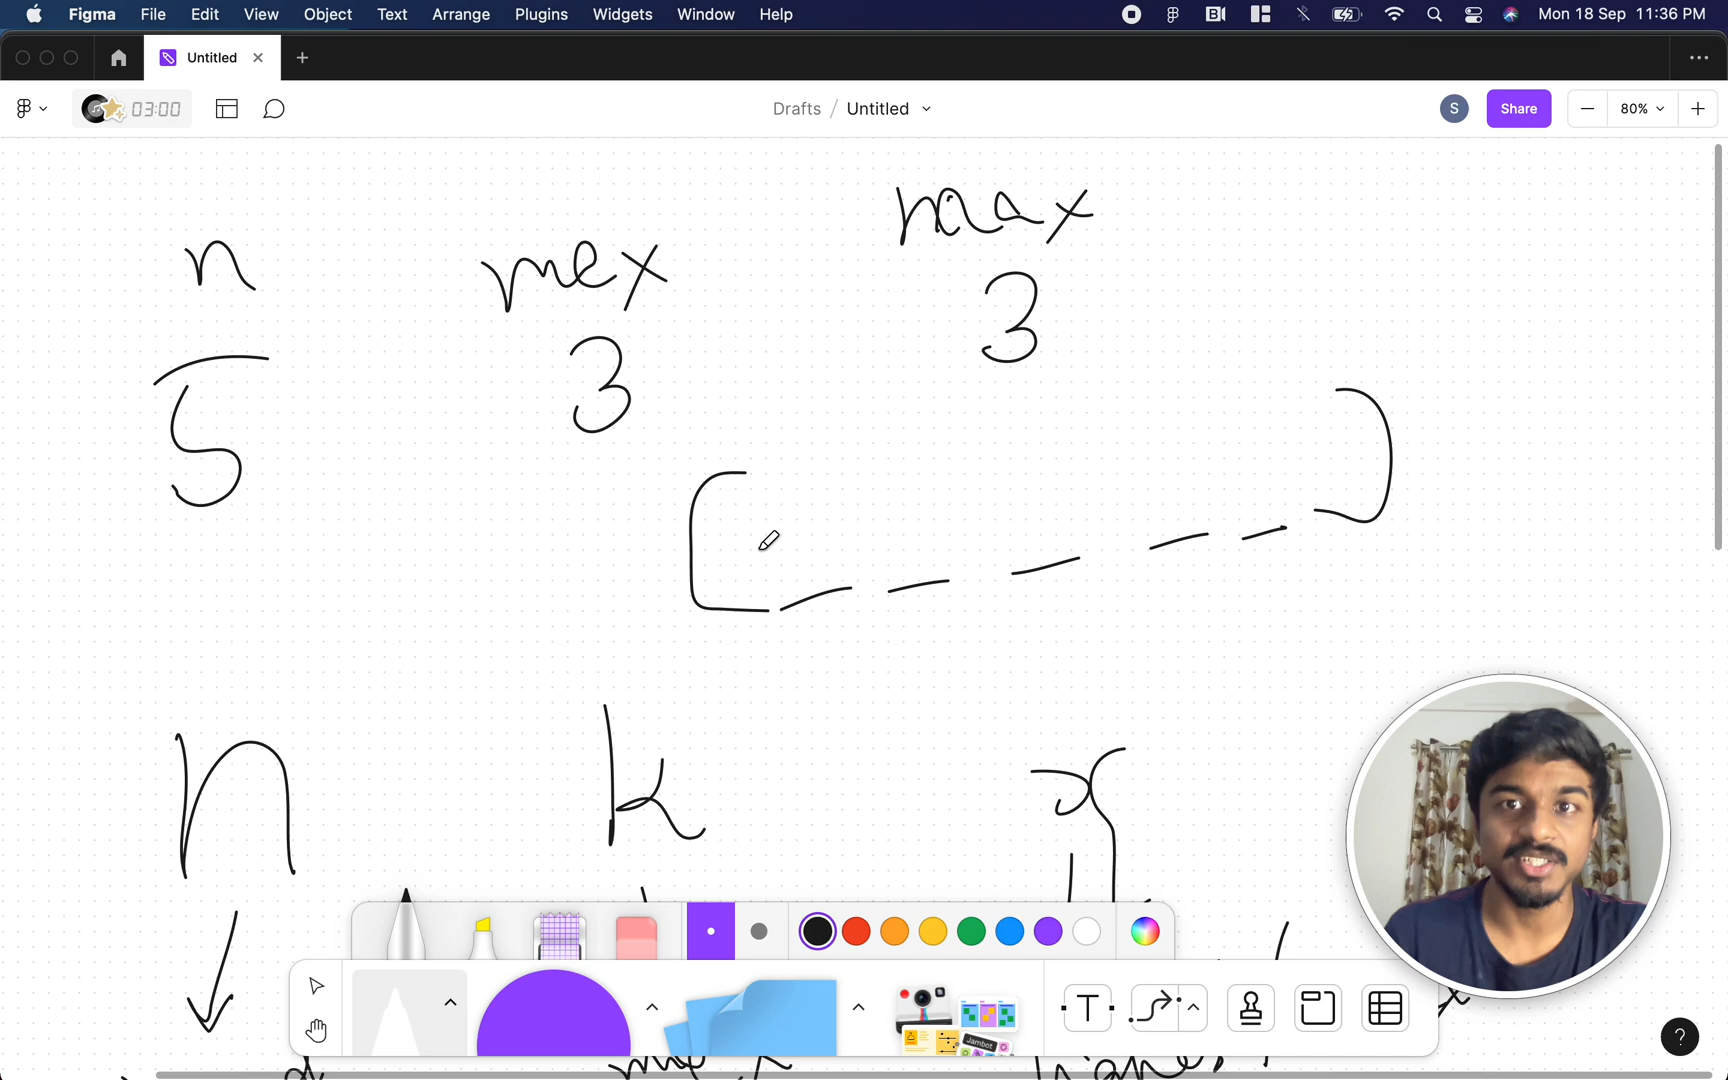 Figma File Edit View Object Text Arrange Plugins Widgets Window Help Mon 18 Sep 11:36 PM
Untitled
03:00 Drafts / Untitled S Share 80%
n mex max
5 3 3
n k x
T
Jambot
?